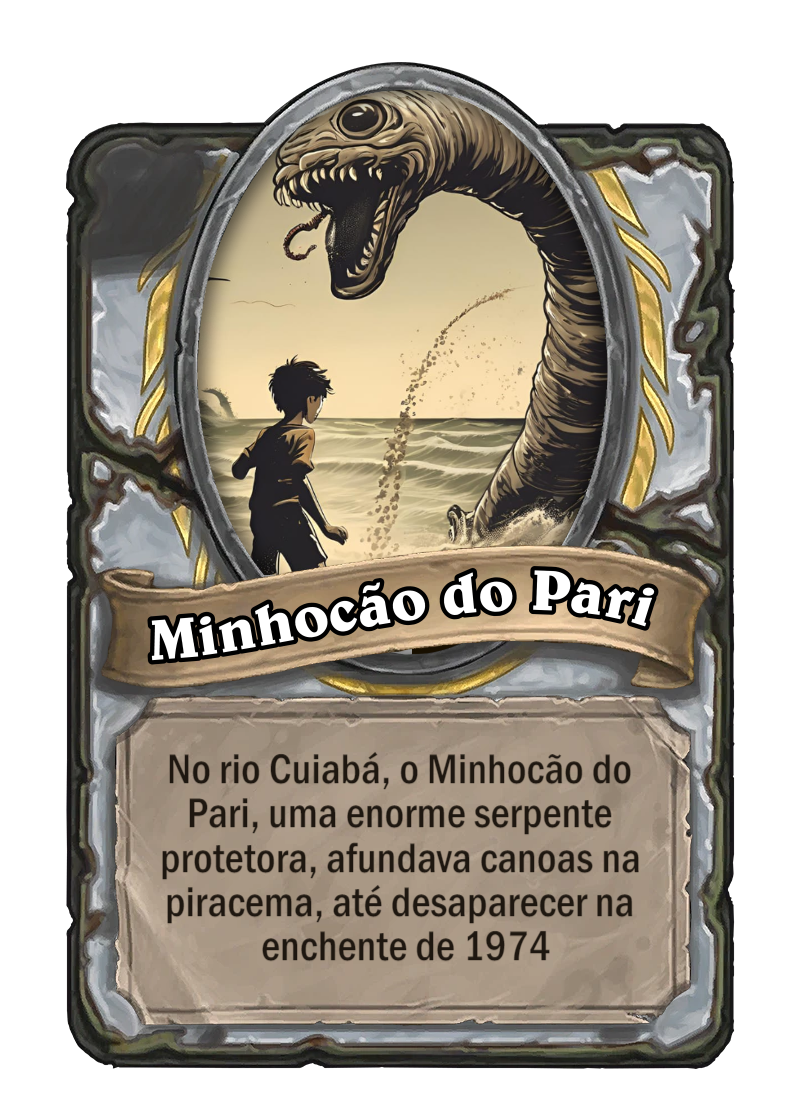 Minhocão do Pari
No rio Cuiabá, o Minhocão do
Pari, uma enorme serpente
protetora, afundava canoas na
piracema, até desaparecer na
enchente de 1974